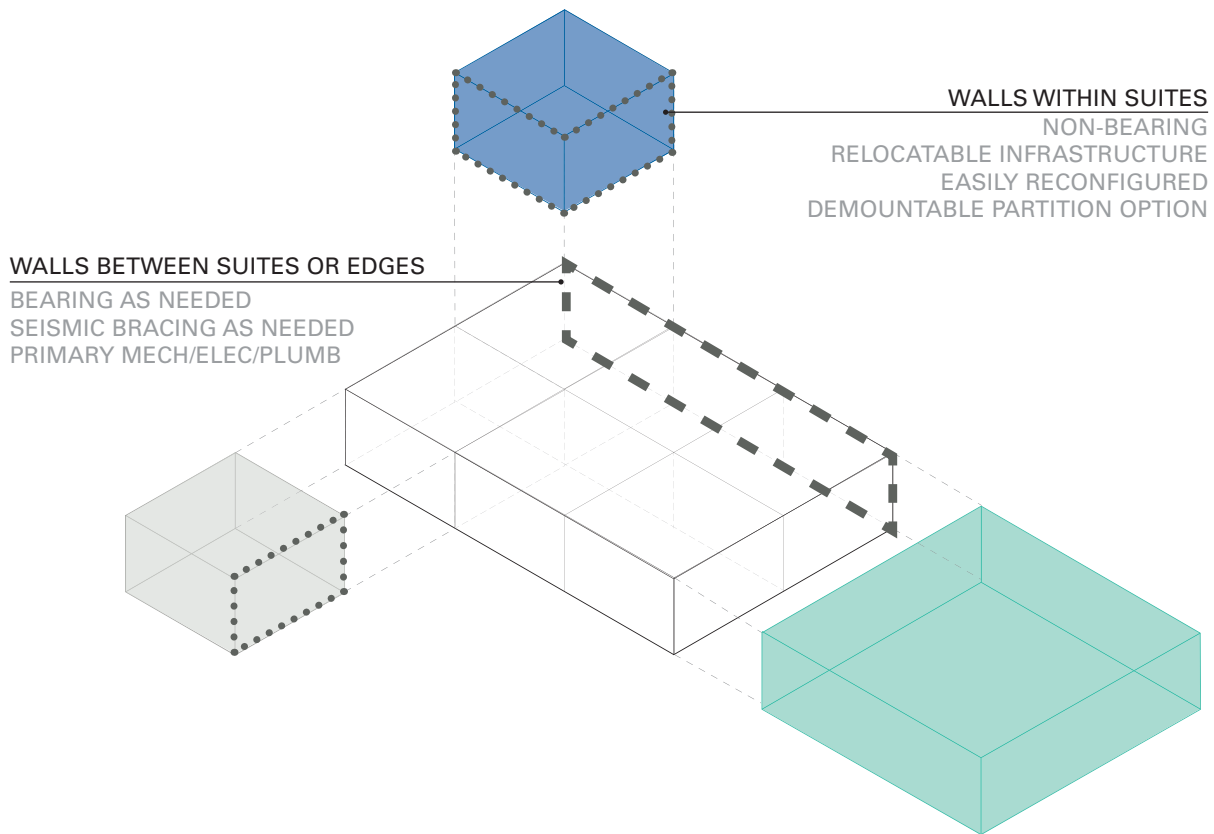 WALLS WITHIN SUITES
NON-BEARING
RELOCATABLE INFRASTRUCTURE
EASILY RECONFIGURED
DEMOUNTABLE PARTITION OPTION
WALLS BETWEEN SUITES OR EDGES
BEARING AS NEEDED
SEISMIC BRACING AS NEEDED
PRIMARY MECH/ELEC/PLUMB